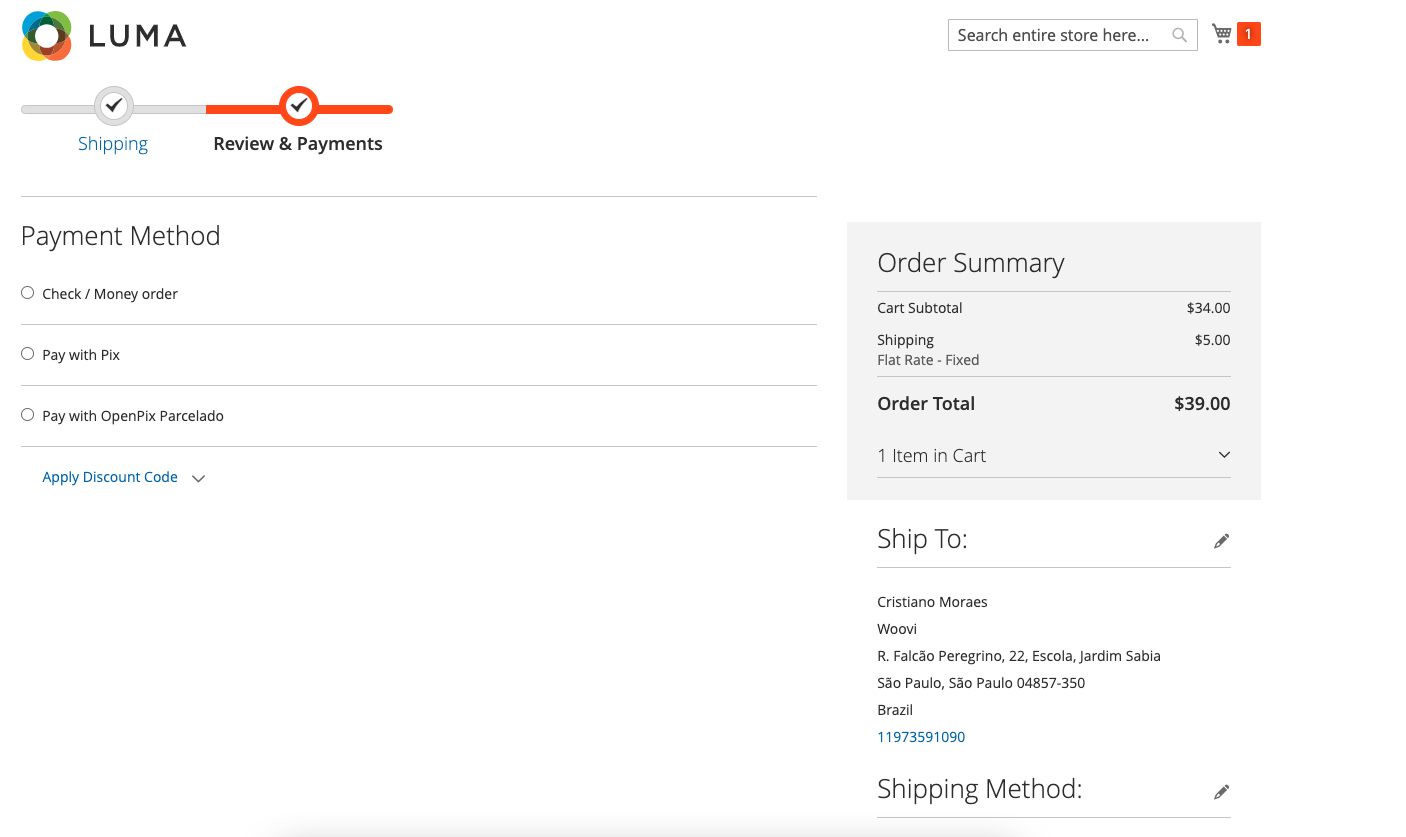 LUMA
Search entire store here...
1
Shipping
Review & Payments
Payment Method
Check / Money order
Pay with Pix
Pay with OpenPix Parcelado
Apply Discount Code
Order Summary
Cart Subtotal $34.00
Shipping $5.00
Flat Rate - Fixed
Order Total $39.00
1 Item in Cart
Ship To:
Cristiano Moraes
Woovi
R. Falcão Peregrino, 22, Escola, Jardim Sabia
São Paulo, São Paulo 04857-350
Brazil
11973591090
Shipping Method: